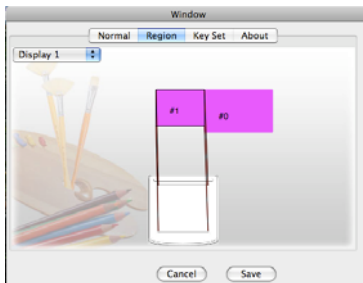 Window
Normal Region Key Set About
Display 1
#1 #0
Cancel Save